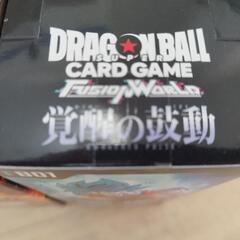 DRAGON BALL
SUPER
CARD GAME
FUSION WORLD
覚醒の鼓動